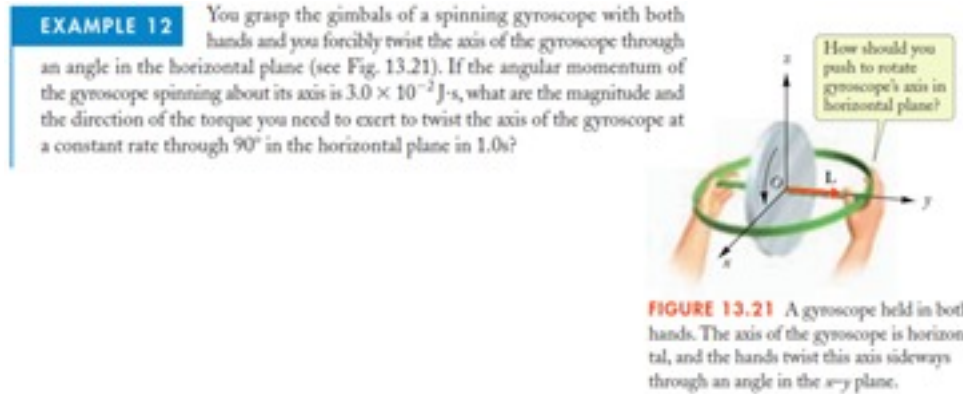 EXAMPLE 12
You grasp the gimbals of a spinning gyroscope with both
hands and you forcibly twist the axis of the gyroscope through
an angle in the horizontal plane (see Fig. 13.21). If the angular momentum of
the gyroscope spinning about its axis is 3.0 × 10⁻² J·s, what are the magnitude and
the direction of the torque you need to exert to twist the axis of the gyroscope at
a constant rate through 90° in the horizontal plane in 1.0s?
How should you
push to rotate
gyroscope's axis in
horizontal plane?
z
O
L
y
x
FIGURE 13.21 A gyroscope held in both
hands. The axis of the gyroscope is horizon-
tal, and the hands twist this axis sideways
through an angle in the x–y plane.